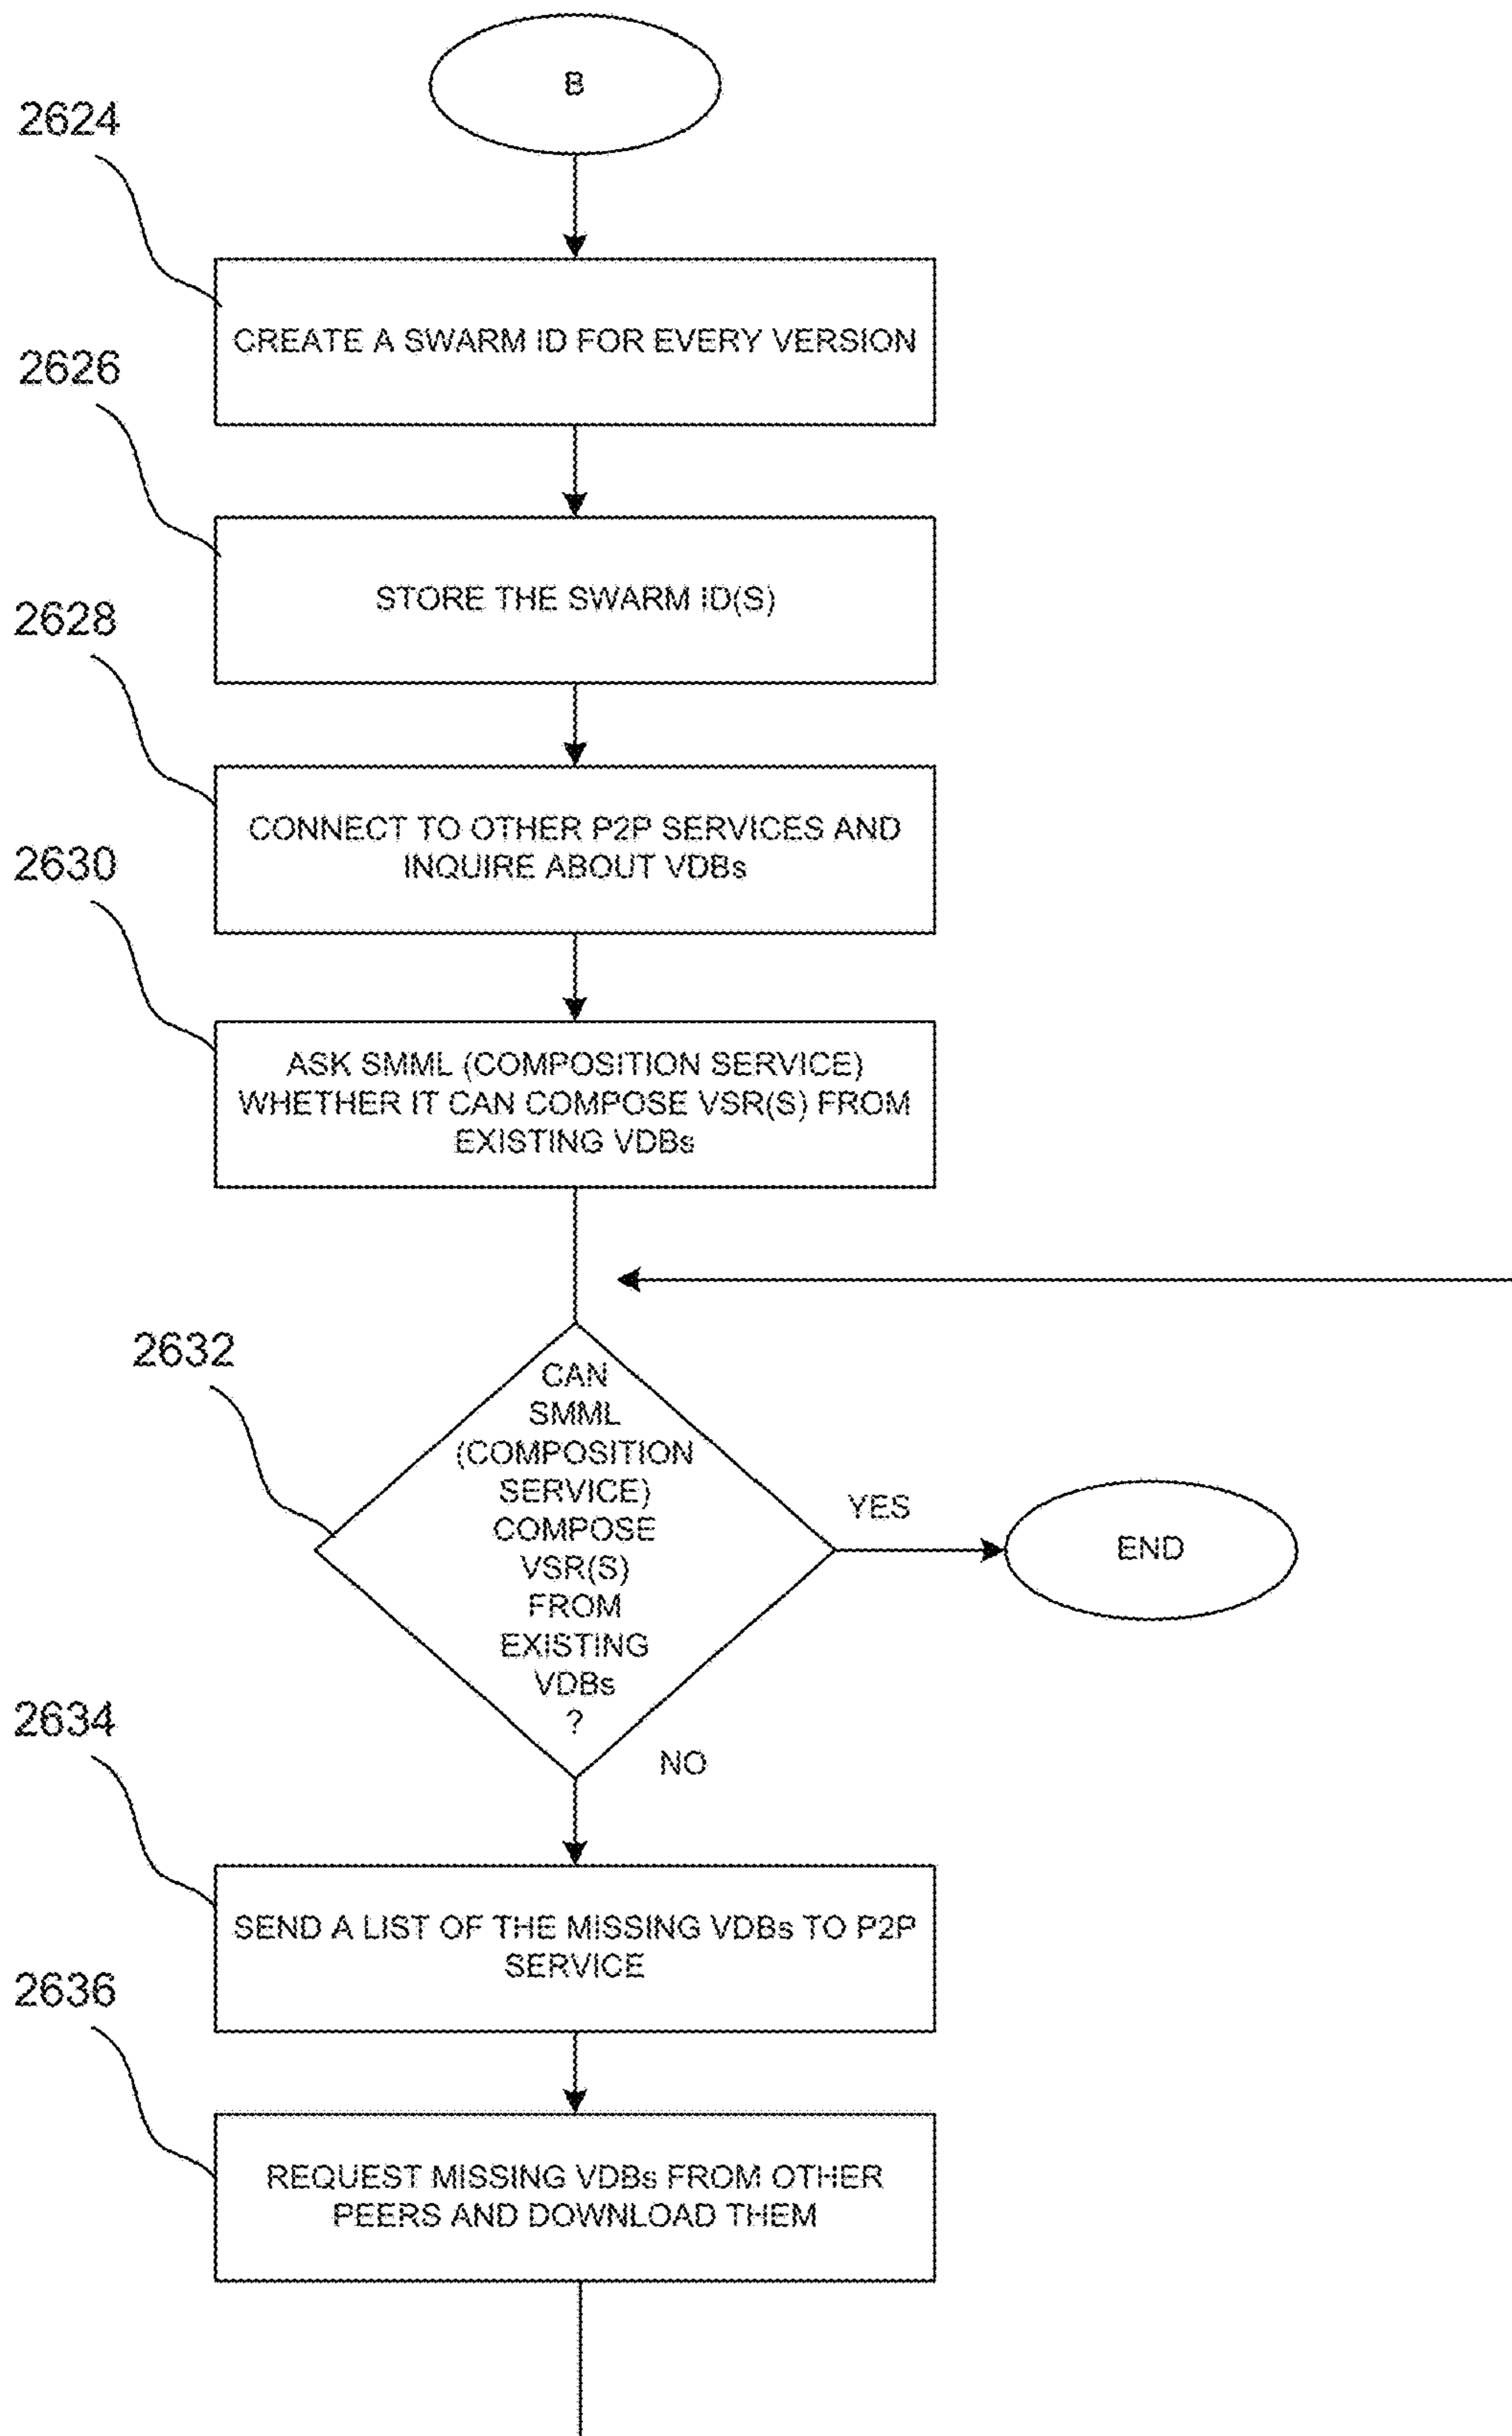 B
2624
CREATE A SWARM ID FOR EVERY VERSION
2626
STORE THE SWARM ID(S)
2628
CONNECT TO OTHER P2P SERVICES AND
INQUIRE ABOUT VDBs
2630
ASK SMML (COMPOSITION SERVICE)
WHETHER IT CAN COMPOSE VSR(S) FROM
EXISTING VDBs
2632
CAN
SMML
(COMPOSITION
SERVICE)
COMPOSE
VSR(S)
FROM
EXISTING
VDBs
?
YES
END
NO
2634
SEND A LIST OF THE MISSING VDBs TO P2P
SERVICE
2636
REQUEST MISSING VDBs FROM OTHER
PEERS AND DOWNLOAD THEM